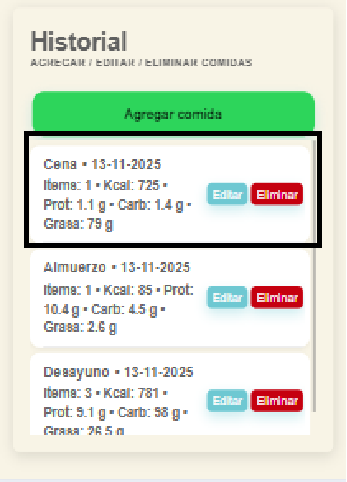 Historial
AGREGAR / EDITAR / ELIMINAR COMIDAS
Agregar comida
Cena • 13-11-2025
Items: 1 • Kcal: 725 •
Prot: 1.1 g • Carb: 1.4 g •
Grasa: 79 g
Editar
Eliminar
Almuerzo • 13-11-2025
Items: 1 • Kcal: 85 • Prot:
10.4 g • Carb: 4.5 g •
Grasa: 2.6 g
Editar
Eliminar
Desayuno • 13-11-2025
Items: 3 • Kcal: 781 •
Prot: 9.1 g • Carb: 98 g •
Grasa: 26.5 g
Editar
Eliminar